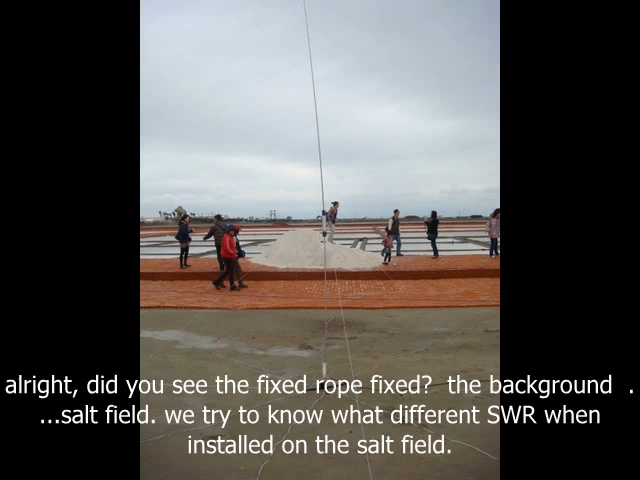 alright, did you see the fixed rope fixed?  the background  .
...salt field. we try to know what different SWR when
installed on the salt field.